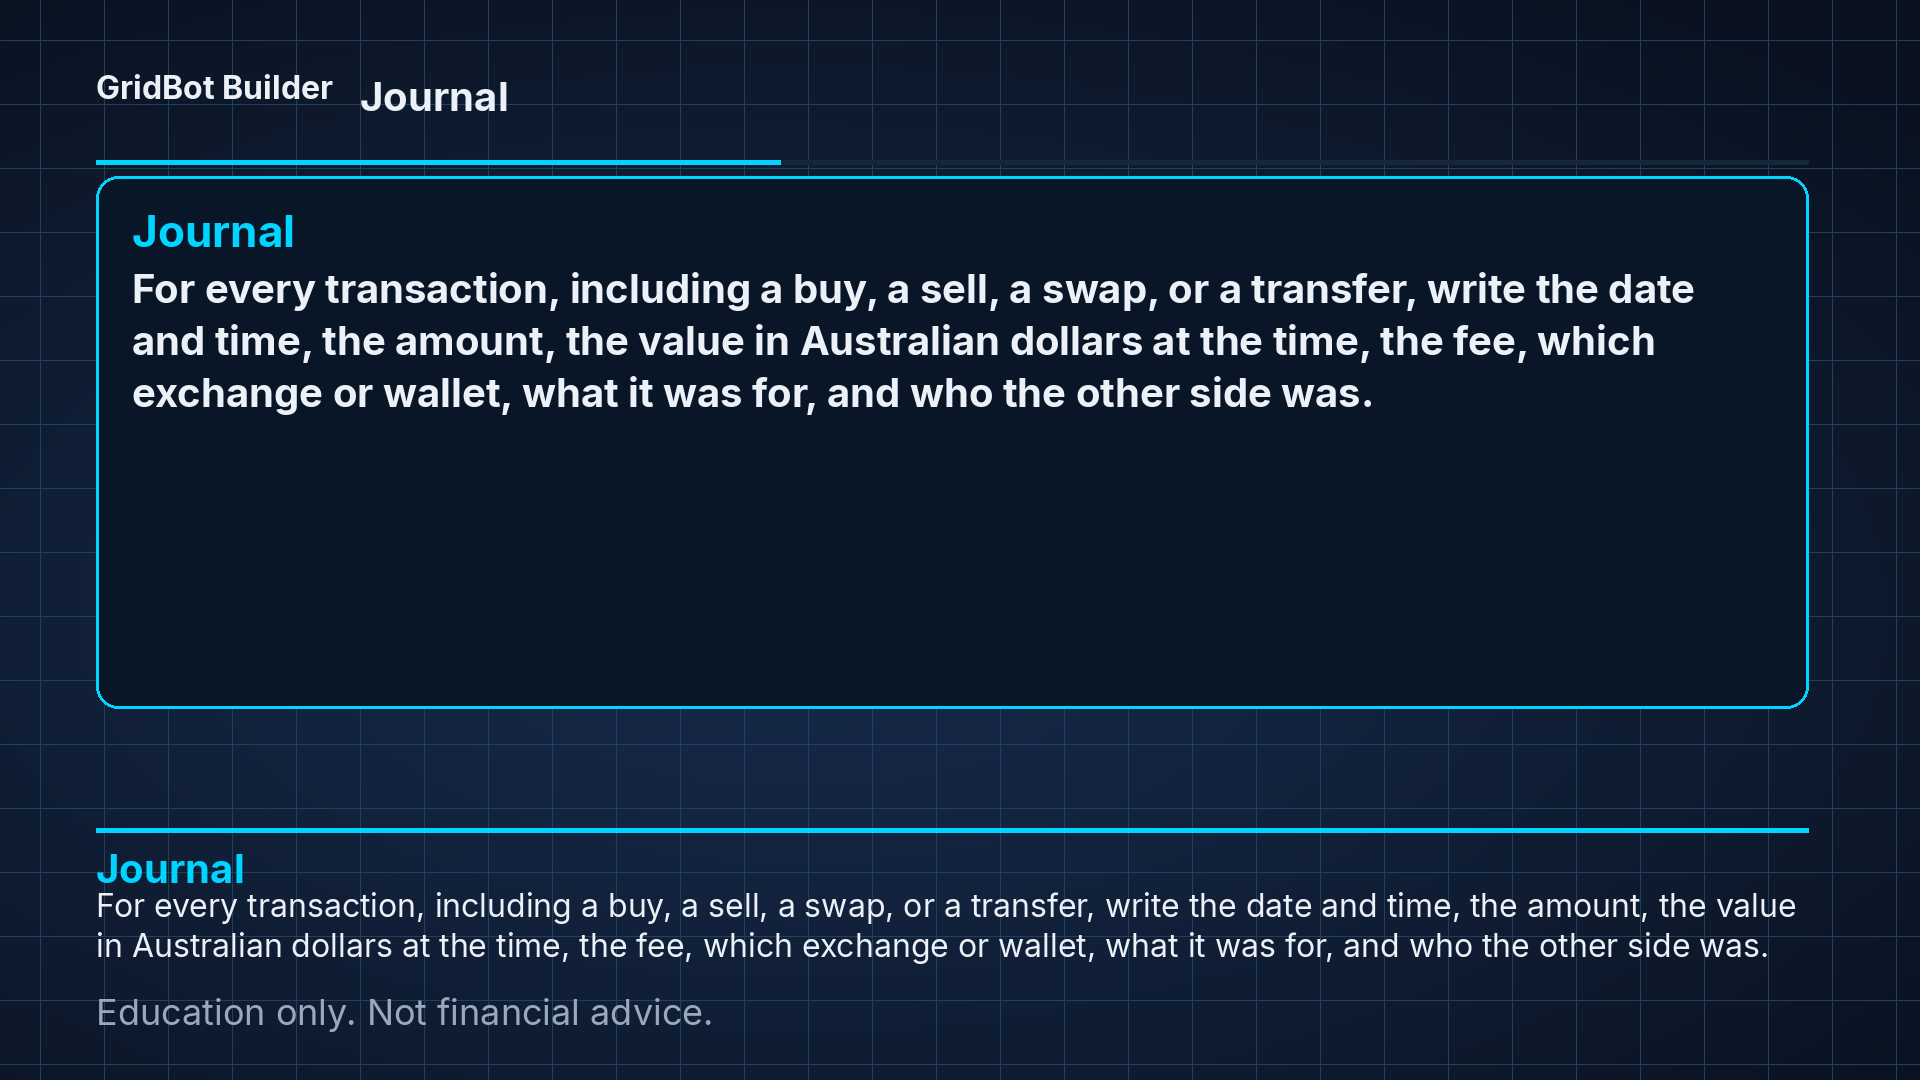 GridBot Builder
Journal
Journal
For every transaction, including a buy, a sell, a swap, or a transfer, write the date
and time, the amount, the value in Australian dollars at the time, the fee, which
exchange or wallet, what it was for, and who the other side was.
Journal
For every transaction, including a buy, a sell, a swap, or a transfer, write the date and time, the amount, the value
in Australian dollars at the time, the fee, which exchange or wallet, what it was for, and who the other side was.
Education only. Not financial advice.